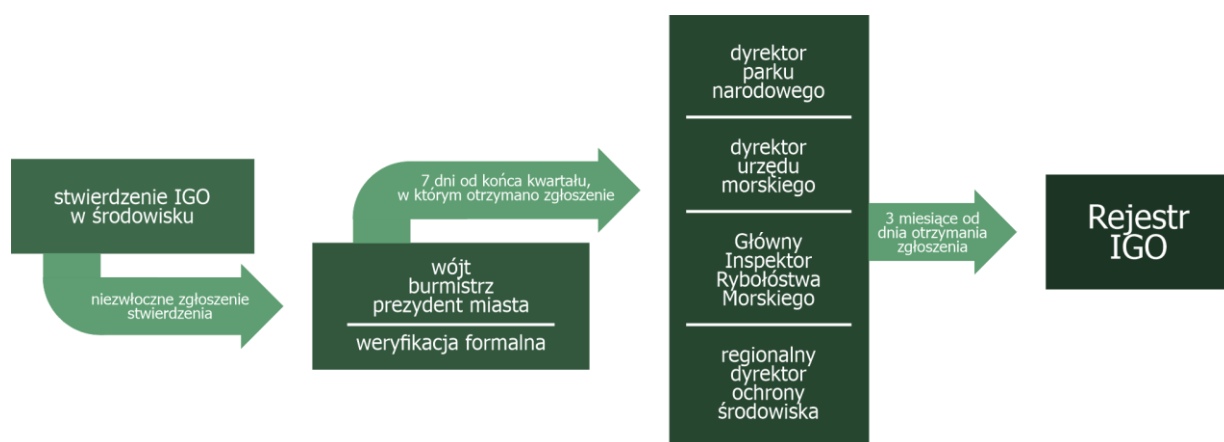 stwierdzenie IGO
w środowisku
niezwłoczne zgłoszenie
stwierdzenia
wójt
burmistrz
prezydent miasta
weryfikacja formalna
7 dni od końca kwartału,
w którym otrzymano zgłoszenie
dyrektor
parku
narodowego
dyrektor
urzędu
morskiego
Główny
Inspektor
Rybołóstwa
Morskiego
regionalny
dyrektor
ochrony
środowiska
3 miesiące od
dnia otrzymania
zgłoszenia
Rejestr
IGO